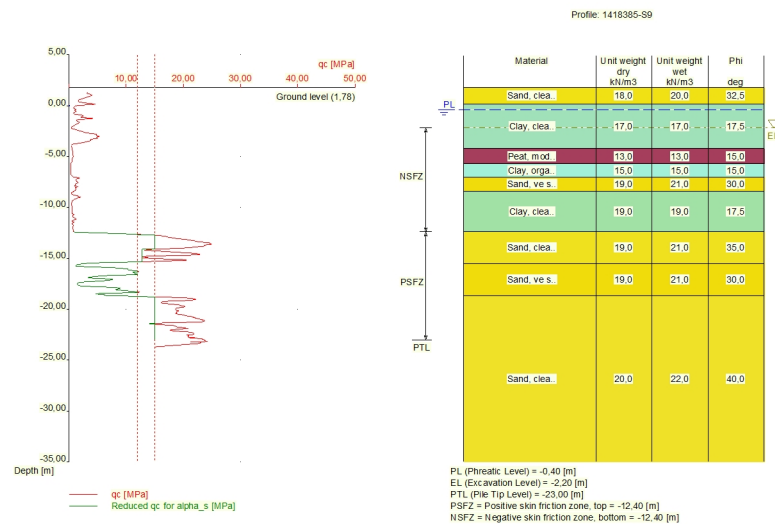 Profile: 1418385-S9
5,00
0,00
-5,00
-10,00
-15,00
-20,00
-25,00
-30,00
-35,00
Depth [m]
qc [MPa]
10,00 20,00 30,00 40,00 50,00
Ground level (1,78)
qc [MPa]
Reduced qc for alpha_s [MPa]
PL
NSFZ
PSFZ
PTL
Material Unit weight dry kN/m3 Unit weight wet kN/m3 Phi deg
Sand, clea.. 18,0 20,0 32,5
Clay, clea.. 17,0 17,0 17,5
Peat, mod.. 13,0 13,0 15,0
Clay, orga.. 15,0 15,0 15,0
Sand, ve s.. 19,0 21,0 30,0
Clay, clea.. 19,0 19,0 17,5
Sand, clea.. 19,0 21,0 35,0
Sand, ve s.. 19,0 21,0 30,0
Sand, clea.. 20,0 22,0 40,0
PL (Phreatic Level) = -0,40 [m]
EL (Excavation Level) = -2,20 [m]
PTL (Pile Tip Level) = -23,00 [m]
PSFZ = Positive skin friction zone, top = -12,40 [m]
NSFZ = Negative skin friction zone, bottom = -12,40 [m]